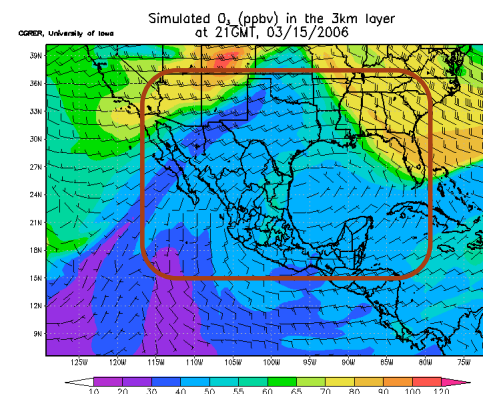 Simulated O₃ (ppbv) in the 3km layer
CGRER, University of Iowa
at 21GMT, 03/15/2006
39N
36N
33N
30N
27N
24N
21N
18N
15N
12N
9N
125W 120W 115W 110W 105W 100W 95W 90W 85W 80W 75W
10 20 30 40 50 60 65 70 80 90 100 120